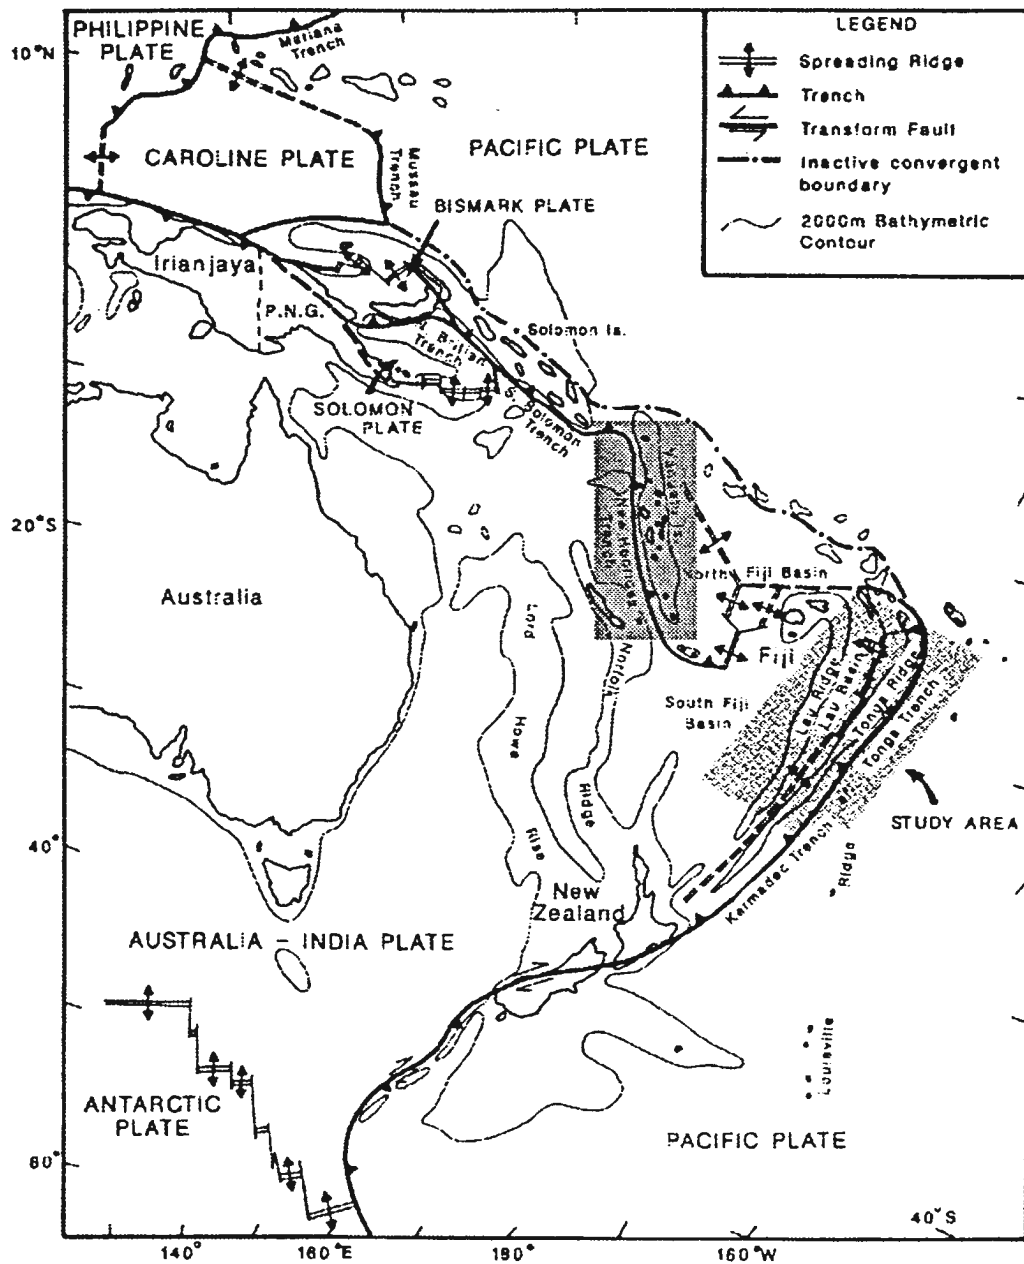 PHILIPPINE
PLATE
Mariana
Trench
10°N
CAROLINE PLATE
PACIFIC PLATE
Mussau
Trench
BISMARK PLATE
LEGEND
Spreading Ridge
Trench
Transform Fault
Inactive convergent
boundary
2000m Bathymetric
Contour
Irianjaya
P.N.G.
Solomon Is.
Trench
SOLOMON
PLATE
S. Solomon
Trench
20°S
Trench
Fiji Basin
Fiji
Australia
Lord
Howe
Rise
Norfolk
Ridge
South Fiji
Basin
Lau Ridge
Lau Basin
Tonga Ridge
Tonga Trench
STUDY AREA
40°
Kermadec Trench
Ridge
New
Zealand
AUSTRALIA – INDIA PLATE
Louisville
ANTARCTIC
PLATE
PACIFIC PLATE
60°
40°S
140°
160°E
180°
160°W